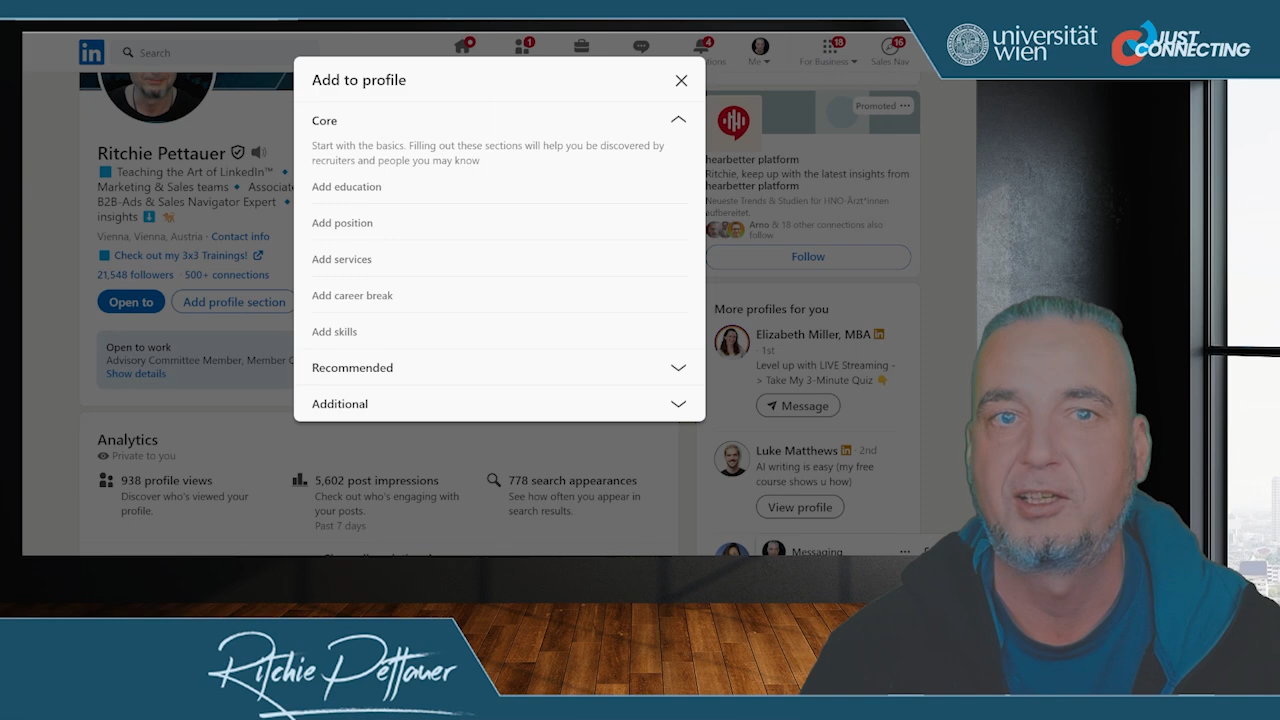 universität
wien
JUST
CONNECTING
in
Search
1
4
18
16
tions
Me
For Business
Sales Nav
Add to profile
Core
Start with the basics. Filling out these sections will help you be discovered by
recruiters and people you may know
Add education
Add position
Add services
Add career break
Add skills
Recommended
Additional
Ritchie Pettauer
Teaching the Art of LinkedIn™
Marketing & Sales teams Associate
B2B-Ads & Sales Navigator Expert
insights
Vienna, Vienna, Austria · Contact info
Check out my 3x3 Trainings!
21,548 followers · 500+ connections
Open to
Add profile section
Open to work
Advisory Committee Member, Member C
Show details
Analytics
Private to you
938 profile views
Discover who's viewed your
profile.
5,602 post impressions
Check out who's engaging with
your posts.
Past 7 days
778 search appearances
See how often you appear in
search results.
Promoted
hearbetter platform
Ritchie, keep up with the latest insights from
hearbetter platform
Neueste Trends & Studien für HNO Ärzt*innen
aufbereitet.
Arno & 18 other connections also
follow
Follow
More profiles for you
Elizabeth Miller, MBA in
· 1st
Level up with LIVE Streaming -
> Take My 3-Minute Quiz
Message
Luke Matthews in · 2nd
AI writing is easy (my free
course shows u how)
View profile
Messaging
Ritchie Pettauer